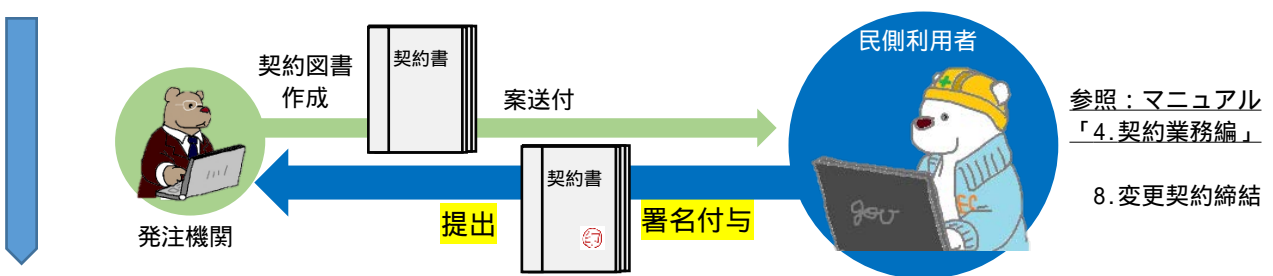 民側利用者
契約図書
作成
契約書
案送付
参照：マニュアル
「4.契約業務編」
契約書
8.変更契約締結
提出
署名付与
発注機関
gov
EC